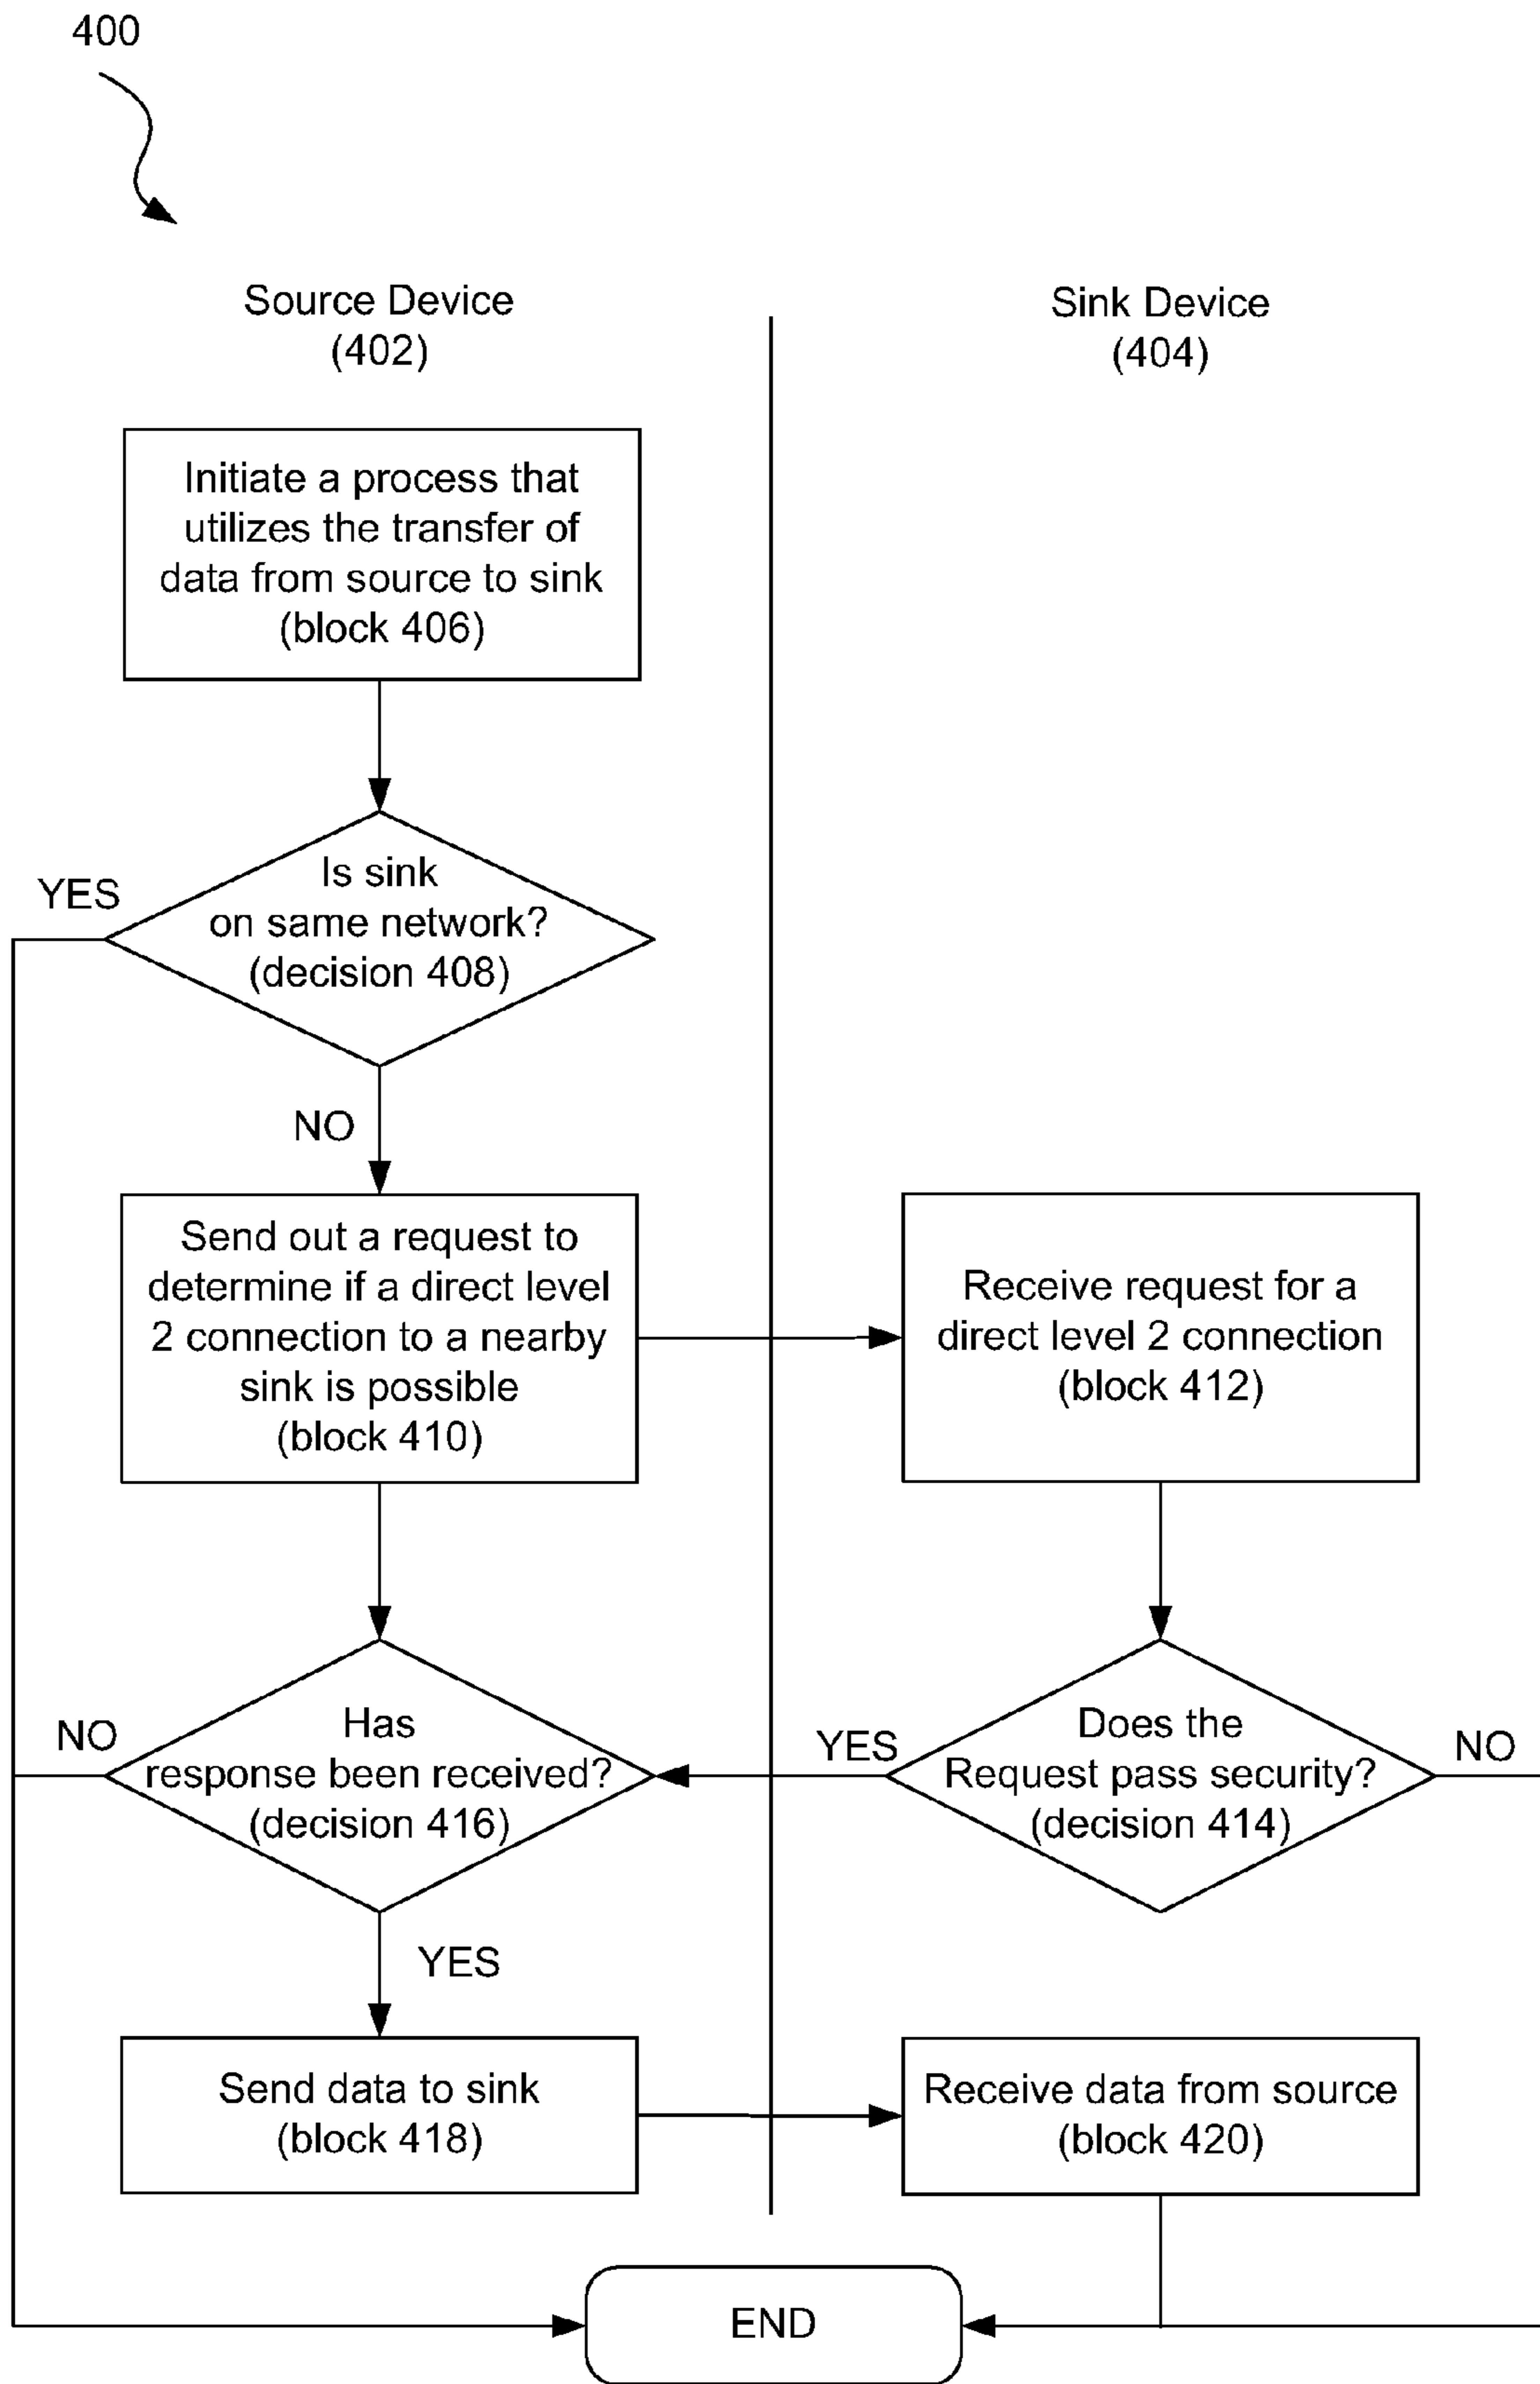 400
Source Device
(402)
Sink Device
(404)
Initiate a process that
utilizes the transfer of
data from source to sink
(block 406)
YES
Is sink
on same network?
(decision 408)
NO
Send out a request to
determine if a direct level
2 connection to a nearby
sink is possible
(block 410)
Receive request for a
direct level 2 connection
(block 412)
NO
Has
response been received?
(decision 416)
YES
Does the
Request pass security?
(decision 414)
NO
YES
Send data to sink
(block 418)
Receive data from source
(block 420)
END